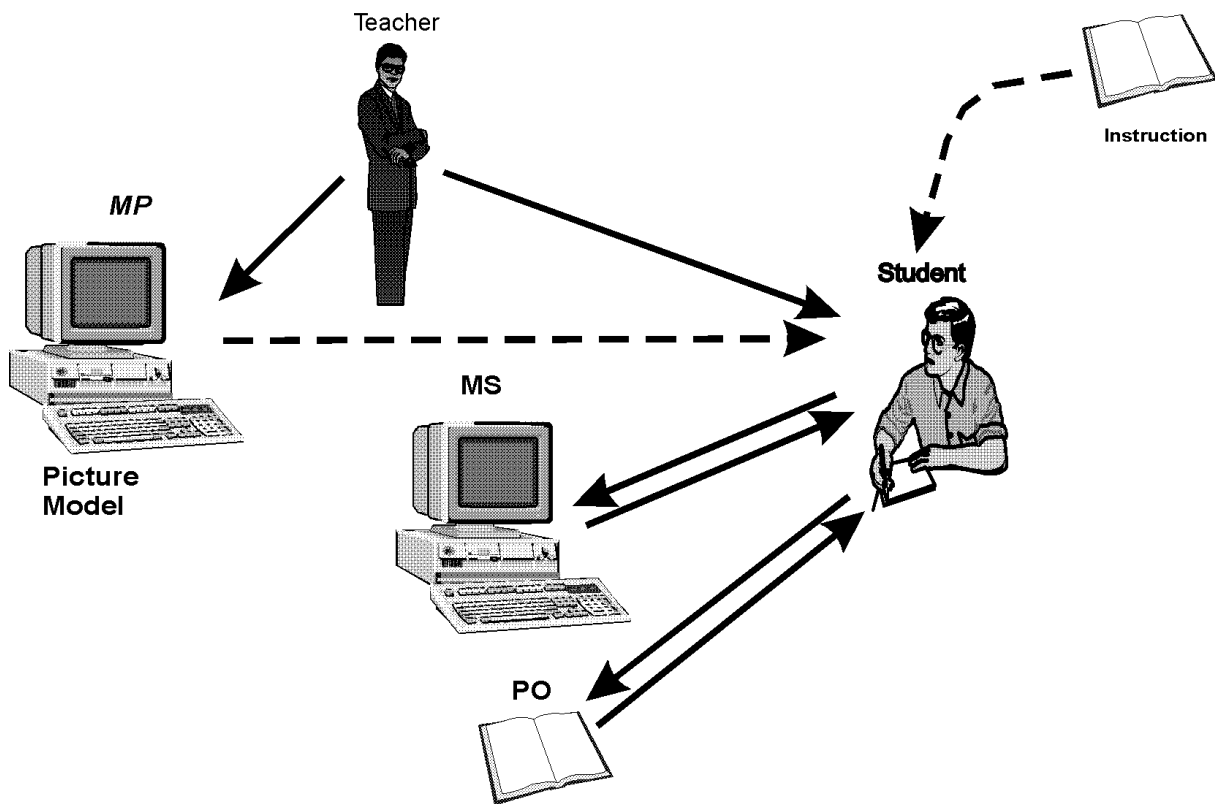 Teacher
Instruction
MP
Student
MS
Picture
Model
PO